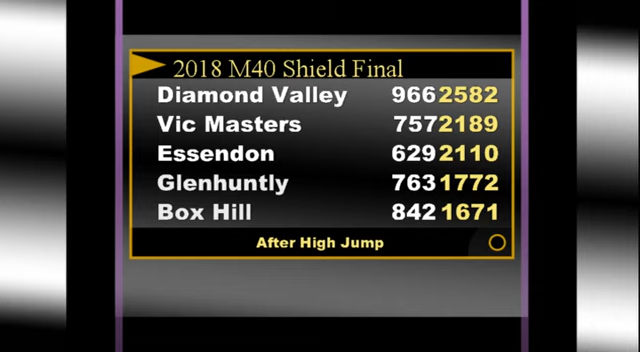 2018 M40 Shield Final
Diamond Valley 966 2582
Vic Masters 757 2189
Essendon 629 2110
Glenhuntly 763 1772
Box Hill 842 1671
After High Jump